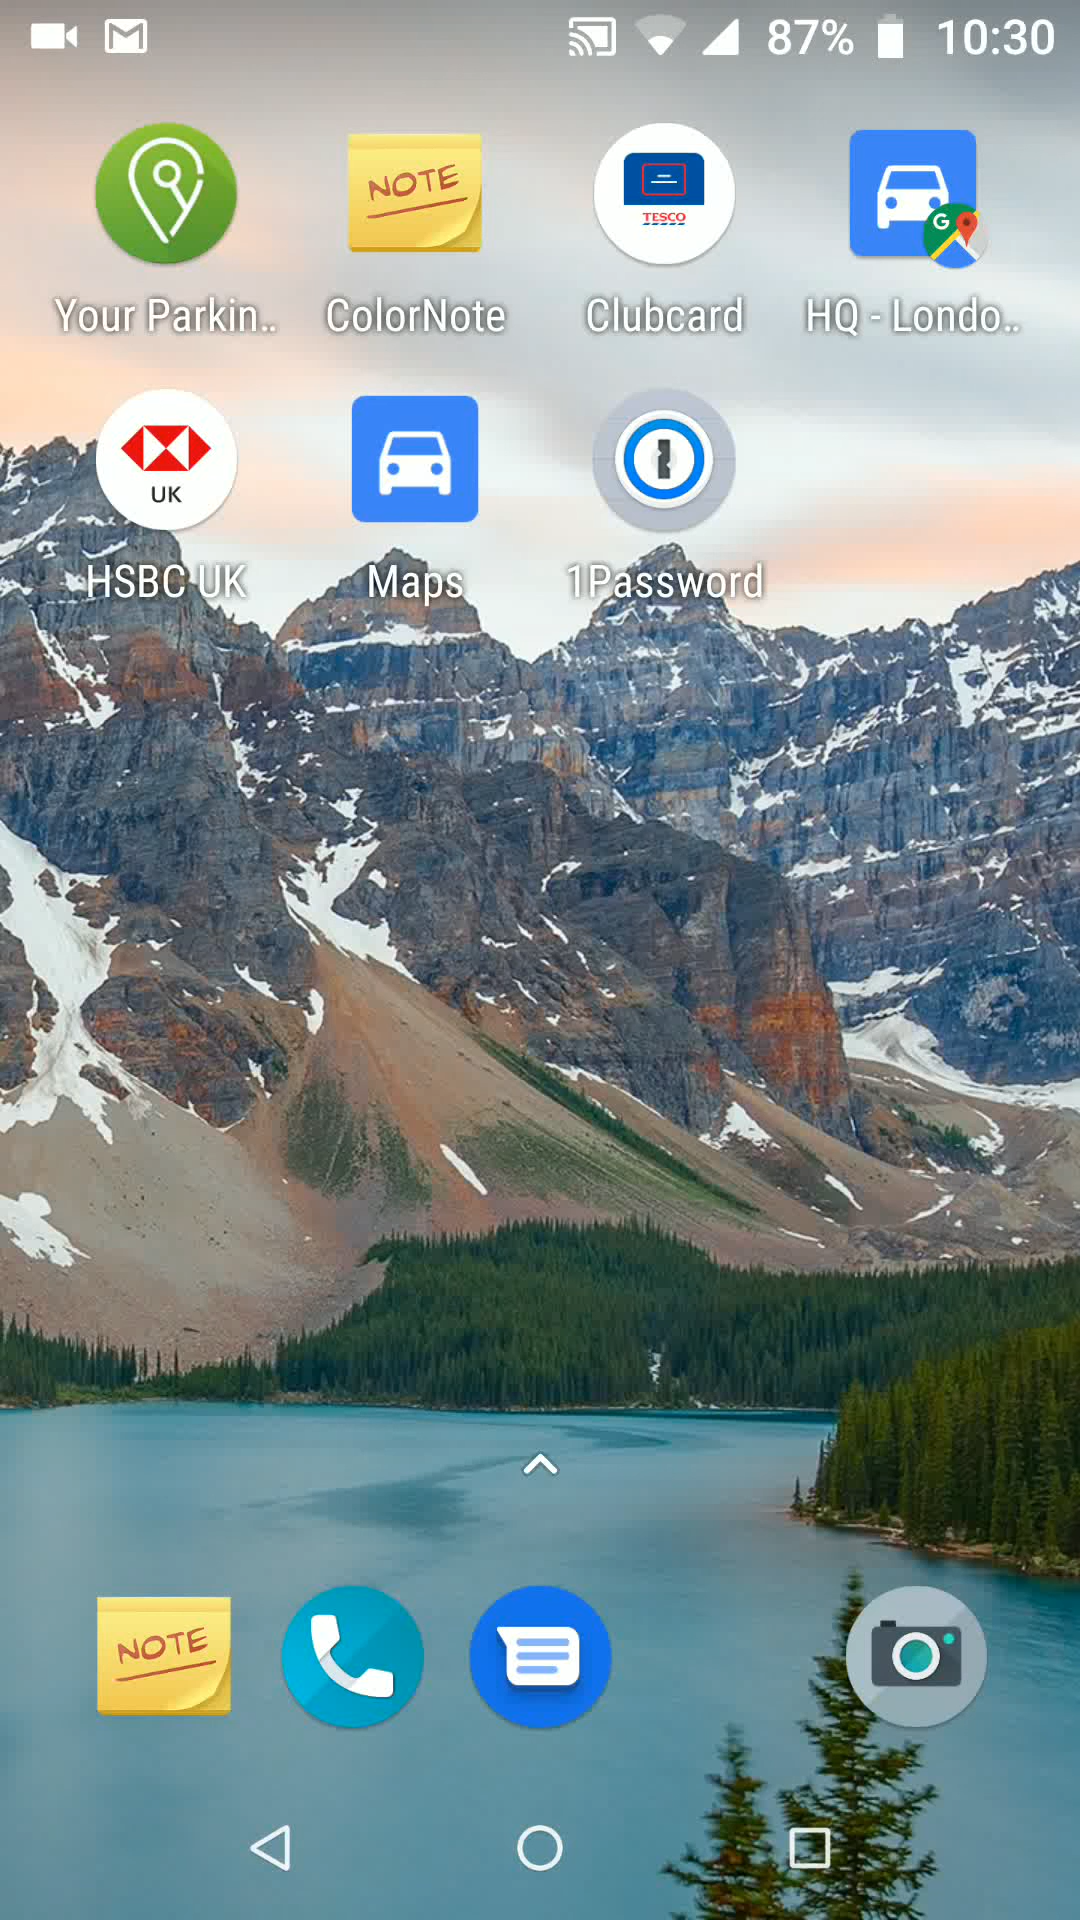 87% 10:30
NOTE
TESCO
G
Your Parkin..
ColorNote
Clubcard
HQ - Londo..
UK
HSBC UK
Maps
1Password
NOTE